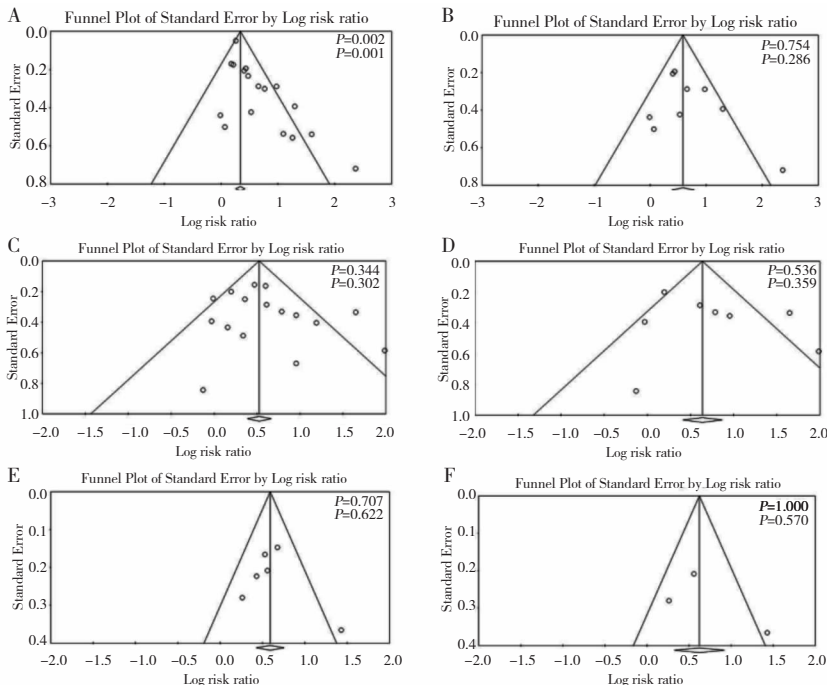 A
Funnel Plot of Standard Error by Log risk ratio
P=0.002
P=0.001
Standard Error
0.0
0.2
0.4
0.6
0.8
−3 −2 −1 0 1 2 3
Log risk ratio
B
Funnel Plot of Standard Error by Log risk ratio
P=0.754
P=0.286
Standard Error
0.0
0.2
0.4
0.6
0.8
−3 −2 −1 0 1 2 3
Log risk ratio
C
Funnel Plot of Standard Error by Log risk ratio
P=0.344
P=0.302
Standard Error
0.0
0.2
0.4
0.6
0.8
1.0
−2.0 −1.5 −1.0 −0.5 0.0 0.5 1.0 1.5 2.0
Log risk ratio
D
Funnel Plot of Standard Error by Log risk ratio
P=0.536
P=0.359
Standard Error
0.0
0.2
0.4
0.6
0.8
1.0
−2.0 −1.5 −1.0 −0.5 0.0 0.5 1.0 1.5 2.0
Log risk ratio
E
Funnel Plot of Standard Error by Log risk ratio
P=0.707
P=0.622
Standard Error
0.0
0.1
0.2
0.3
0.4
−2.0 −1.5 −1.0 −0.5 0.0 0.5 1.0 1.5 2.0
Log risk ratio
F
Funnel Plot of Standard Error by Log risk ratio
P=1.000
P=0.570
Standard Error
0.0
0.1
0.2
0.3
0.4
−2.0 −1.5 −1.0 −0.5 0.0 0.5 1.0 1.5 2.0
Log risk ratio